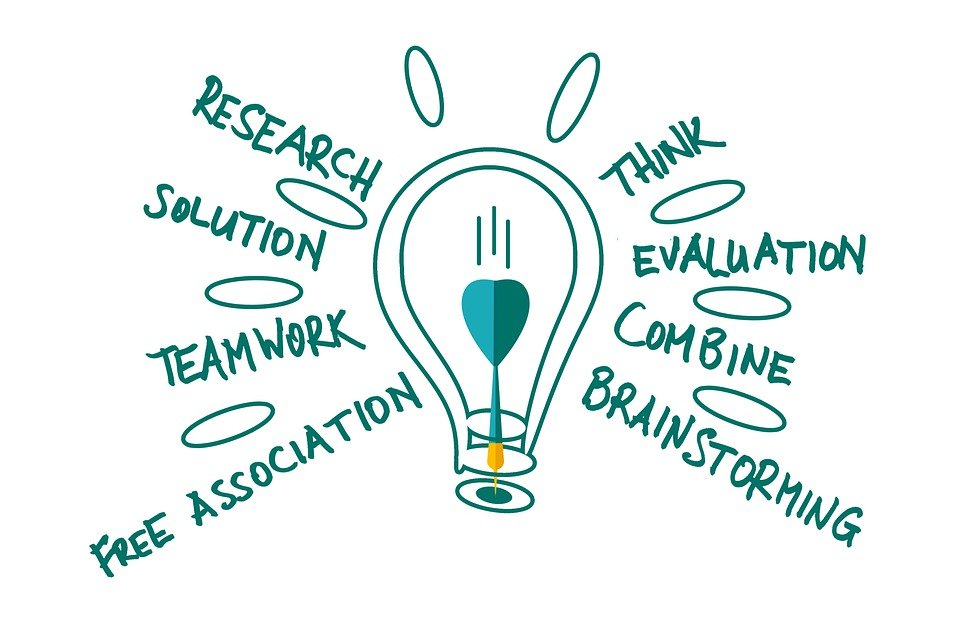 RESEARCH
SOLUTION
TEAMWORK
FREE ASSOCIATION
THINK
EVALUATION
COMBINE
BRAINSTORMING